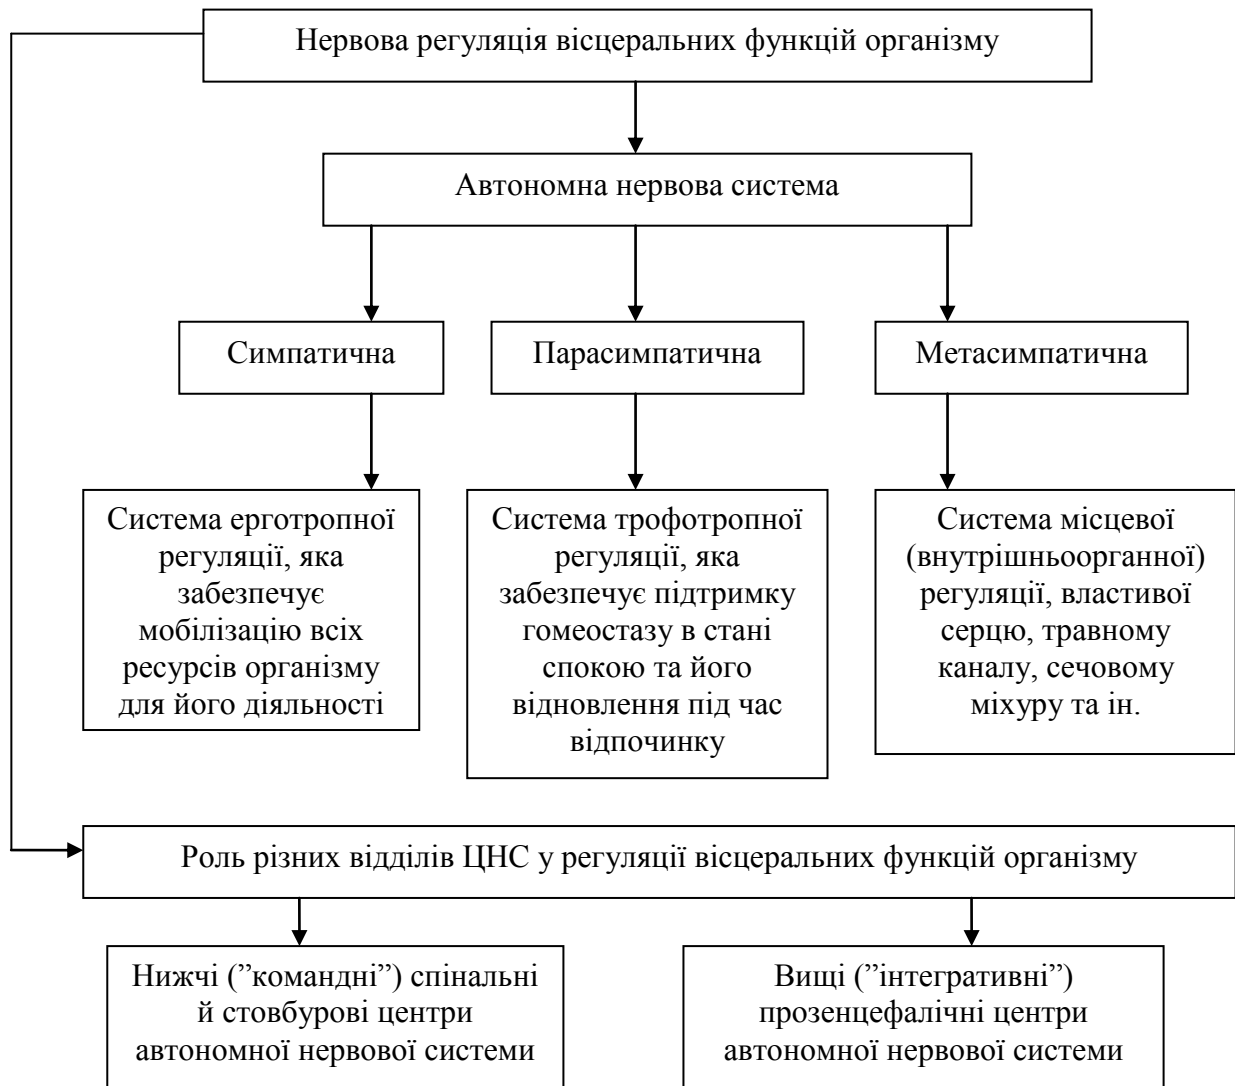 Нервова регуляція вісцеральних функцій організму
Автономна нервова система
Симпатична
Парасимпатична
Метасимпатична
Система ерготропної
регуляції, яка
забезпечує
мобілізацію всіх
ресурсів організму
для його діяльності
Система трофотропної
регуляції, яка
забезпечує підтримку
гомеостазу в стані
спокою та його
відновлення під час
відпочинку
Система місцевої
(внутрішньоорганної)
регуляції, властивої
серцю, травному
каналу, сечовому
міхуру та ін.
Роль різних відділів ЦНС у регуляції вісцеральних функцій організму
Нижчі (”командні”) спінальні
й стовбурові центри
автономної нервової системи
Вищі (”інтегративні”)
прозенцефалічні центри
автономної нервової системи